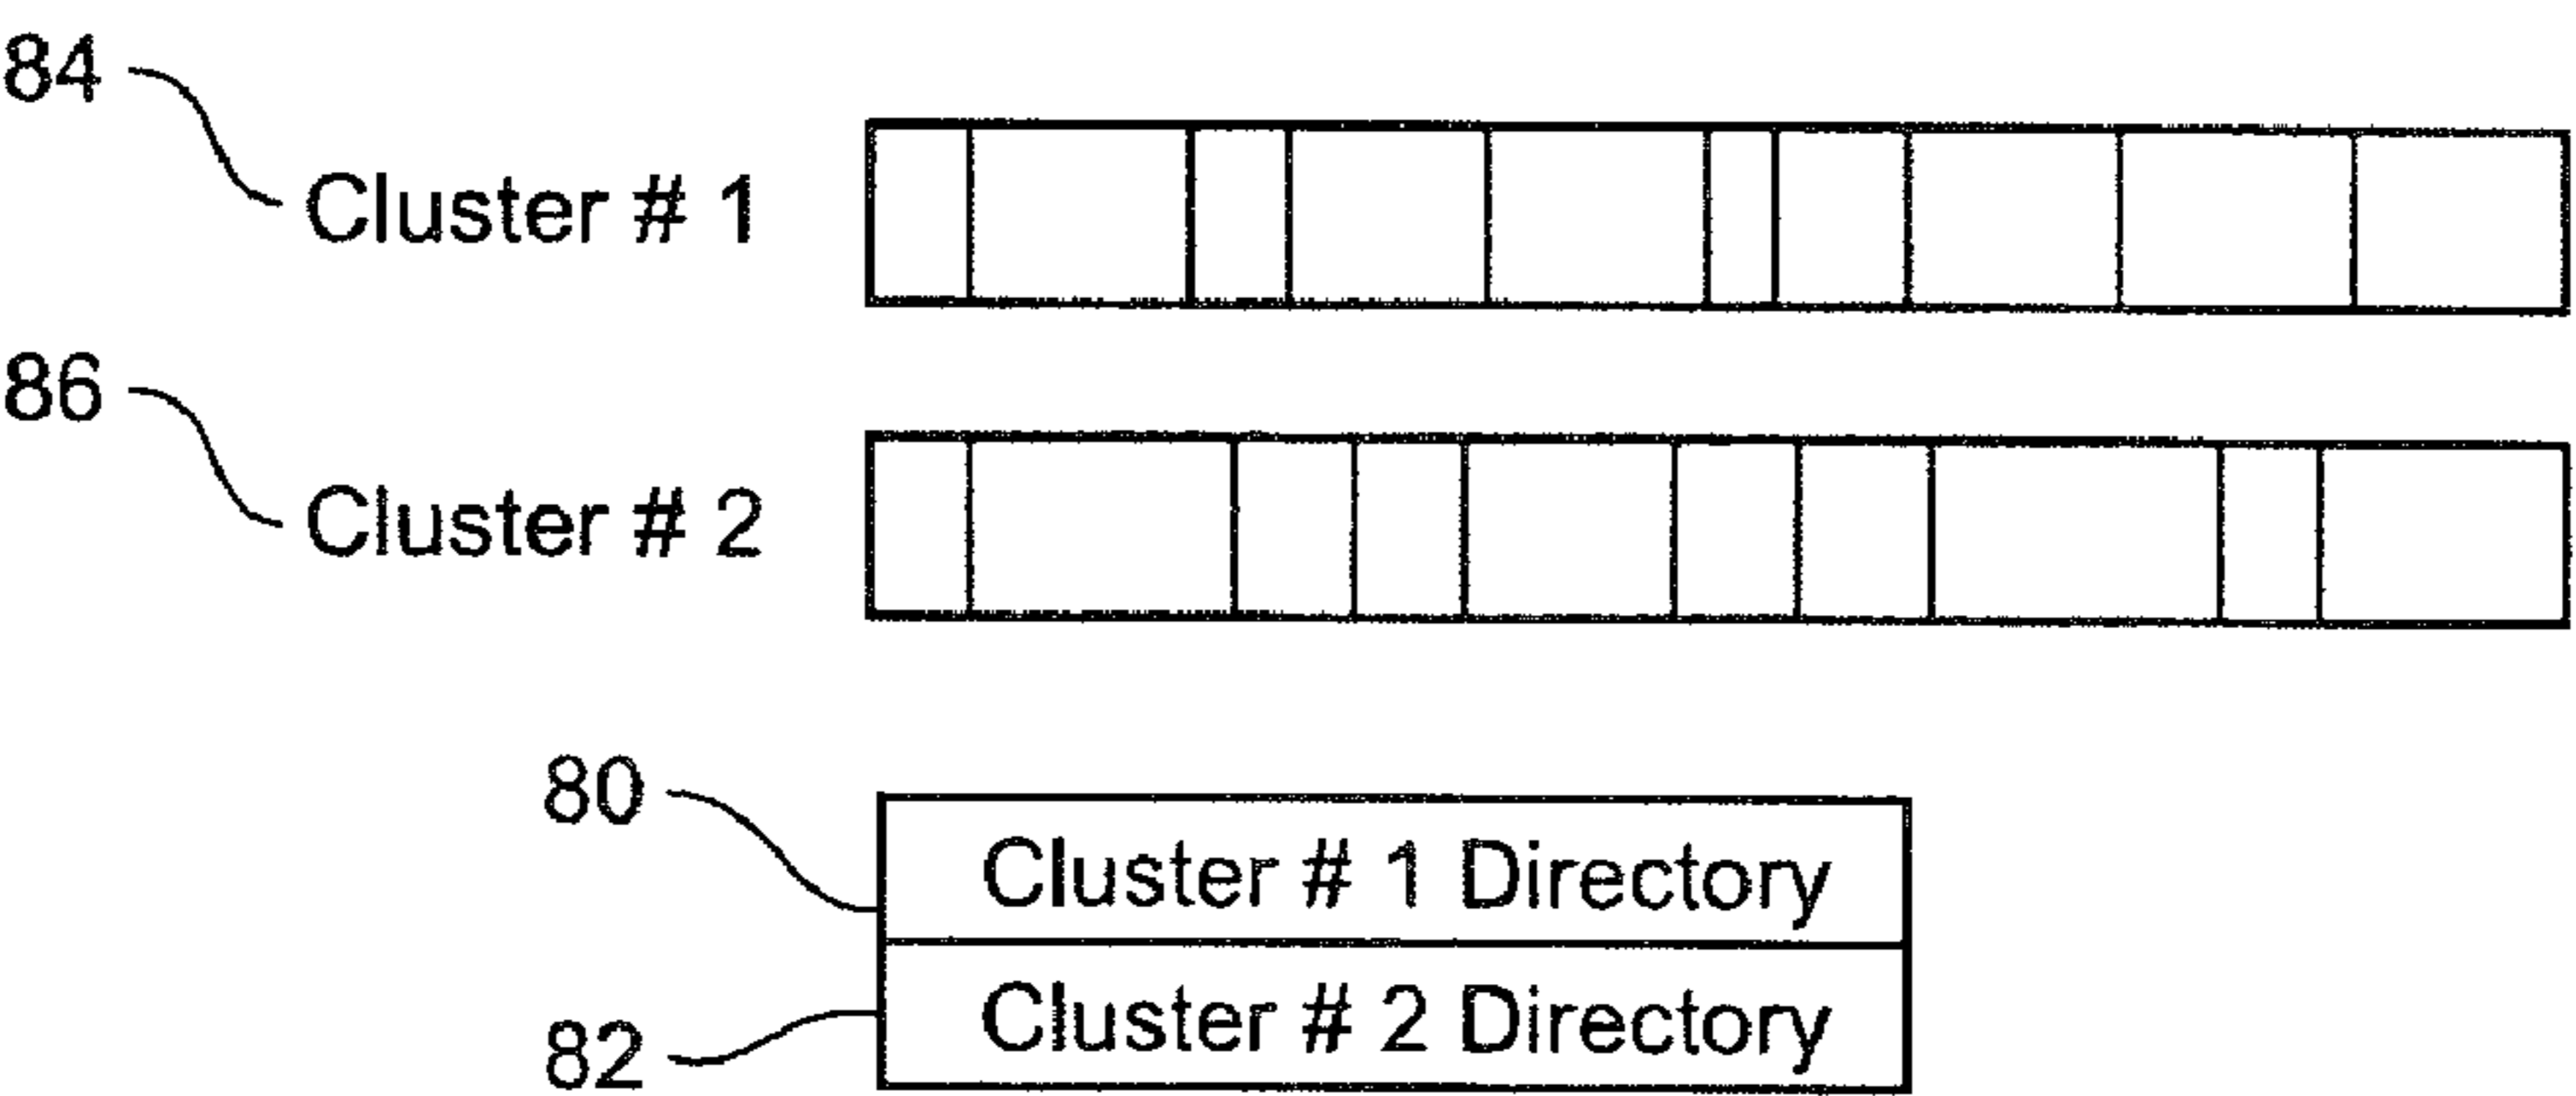 84
Cluster # 1
86
Cluster # 2
80
Cluster # 1 Directory
Cluster # 2 Directory
82